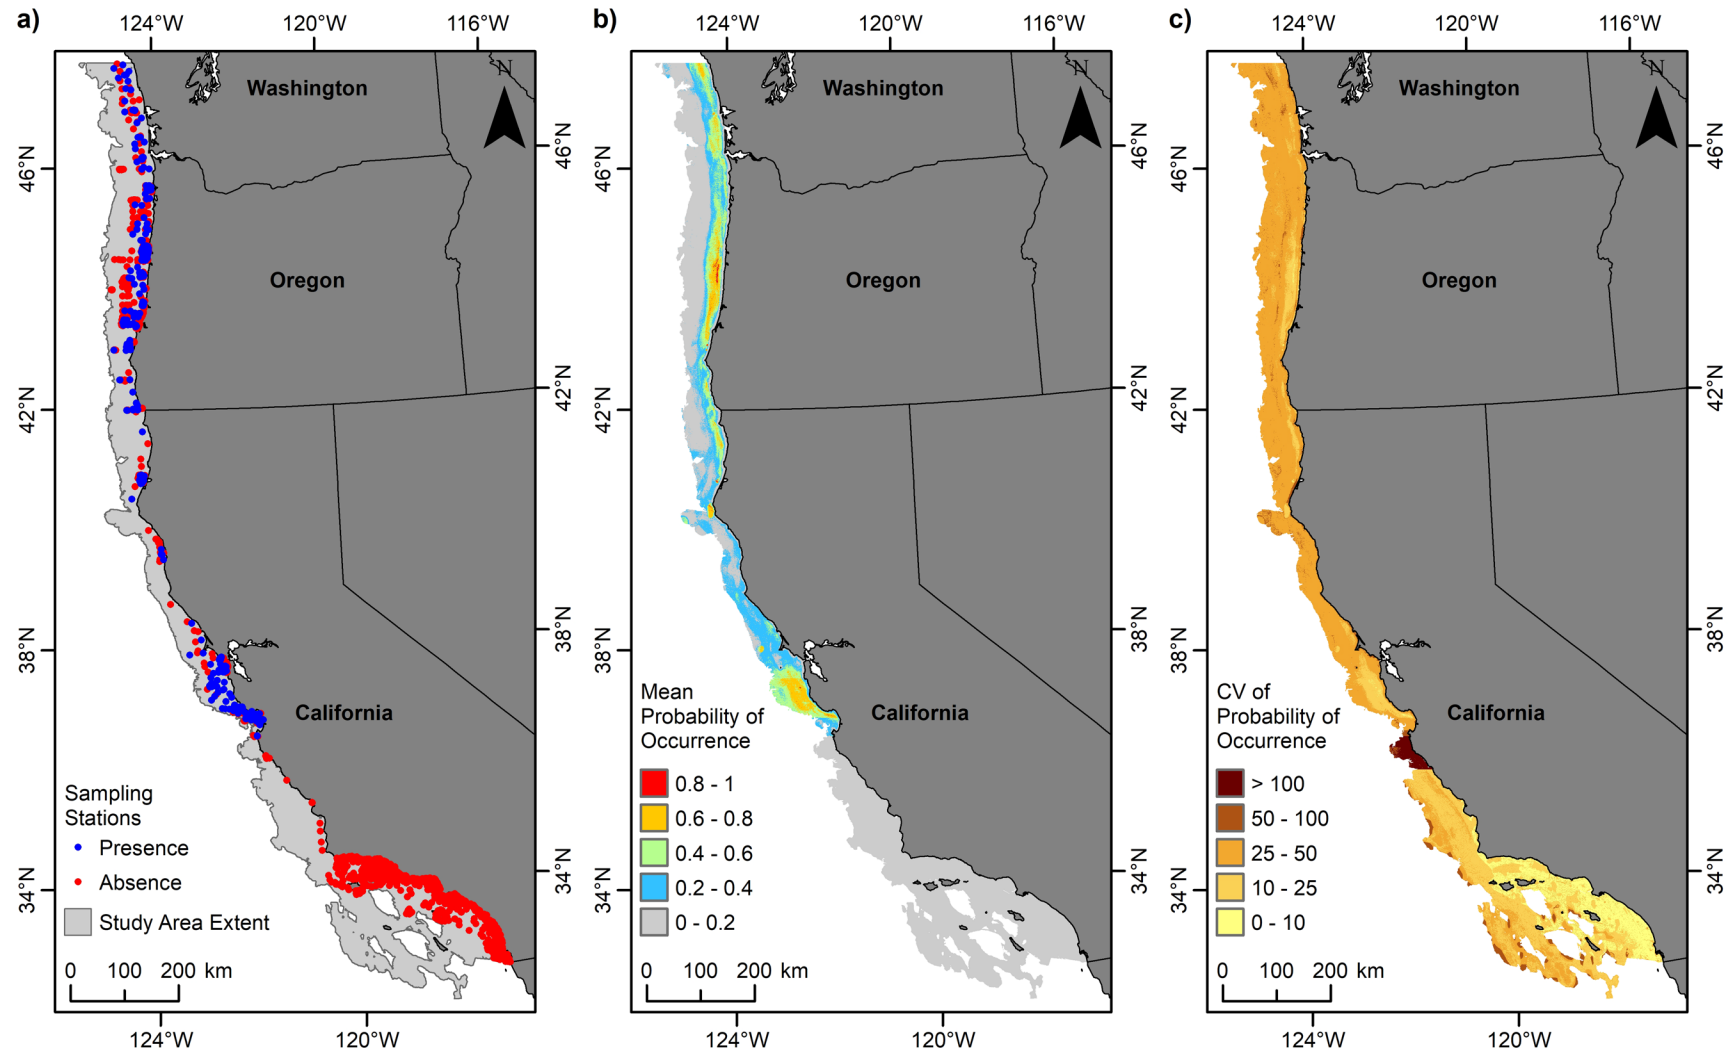 a)
124°W 120°W 116°W
N
Washington
Oregon
California
46°N
42°N
38°N
34°N
46°N
42°N
38°N
34°N
Sampling
Stations
Presence
Absence
Study Area Extent
0 100 200 km
124°W 120°W
b)
124°W 120°W 116°W
N
Washington
Oregon
California
46°N
42°N
38°N
34°N
46°N
42°N
38°N
34°N
Mean
Probability of
Occurrence
0.8 - 1
0.6 - 0.8
0.4 - 0.6
0.2 - 0.4
0 - 0.2
0 100 200 km
124°W 120°W
c)
124°W 120°W 116°W
N
Washington
Oregon
California
46°N
42°N
38°N
34°N
46°N
42°N
38°N
34°N
CV of
Probability of
Occurrence
> 100
50 - 100
25 - 50
10 - 25
0 - 10
0 100 200 km
124°W 120°W